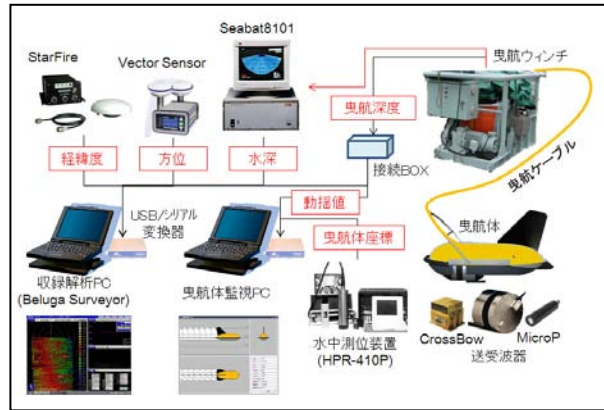 Seabat8101
StarFire
Vector Sensor
曳航ウィンチ
曳航深度
経緯度
方位
水深
接続BOX
曳航ケーブル
動揺値
USB/シリアル
変換器
曳航体座標
曳航体
収録解析PC
(Beluga Surveyor)
曳航体監視PC
水中測位装置
(HPR-410P)
CrossBow
MicroP
送受波器